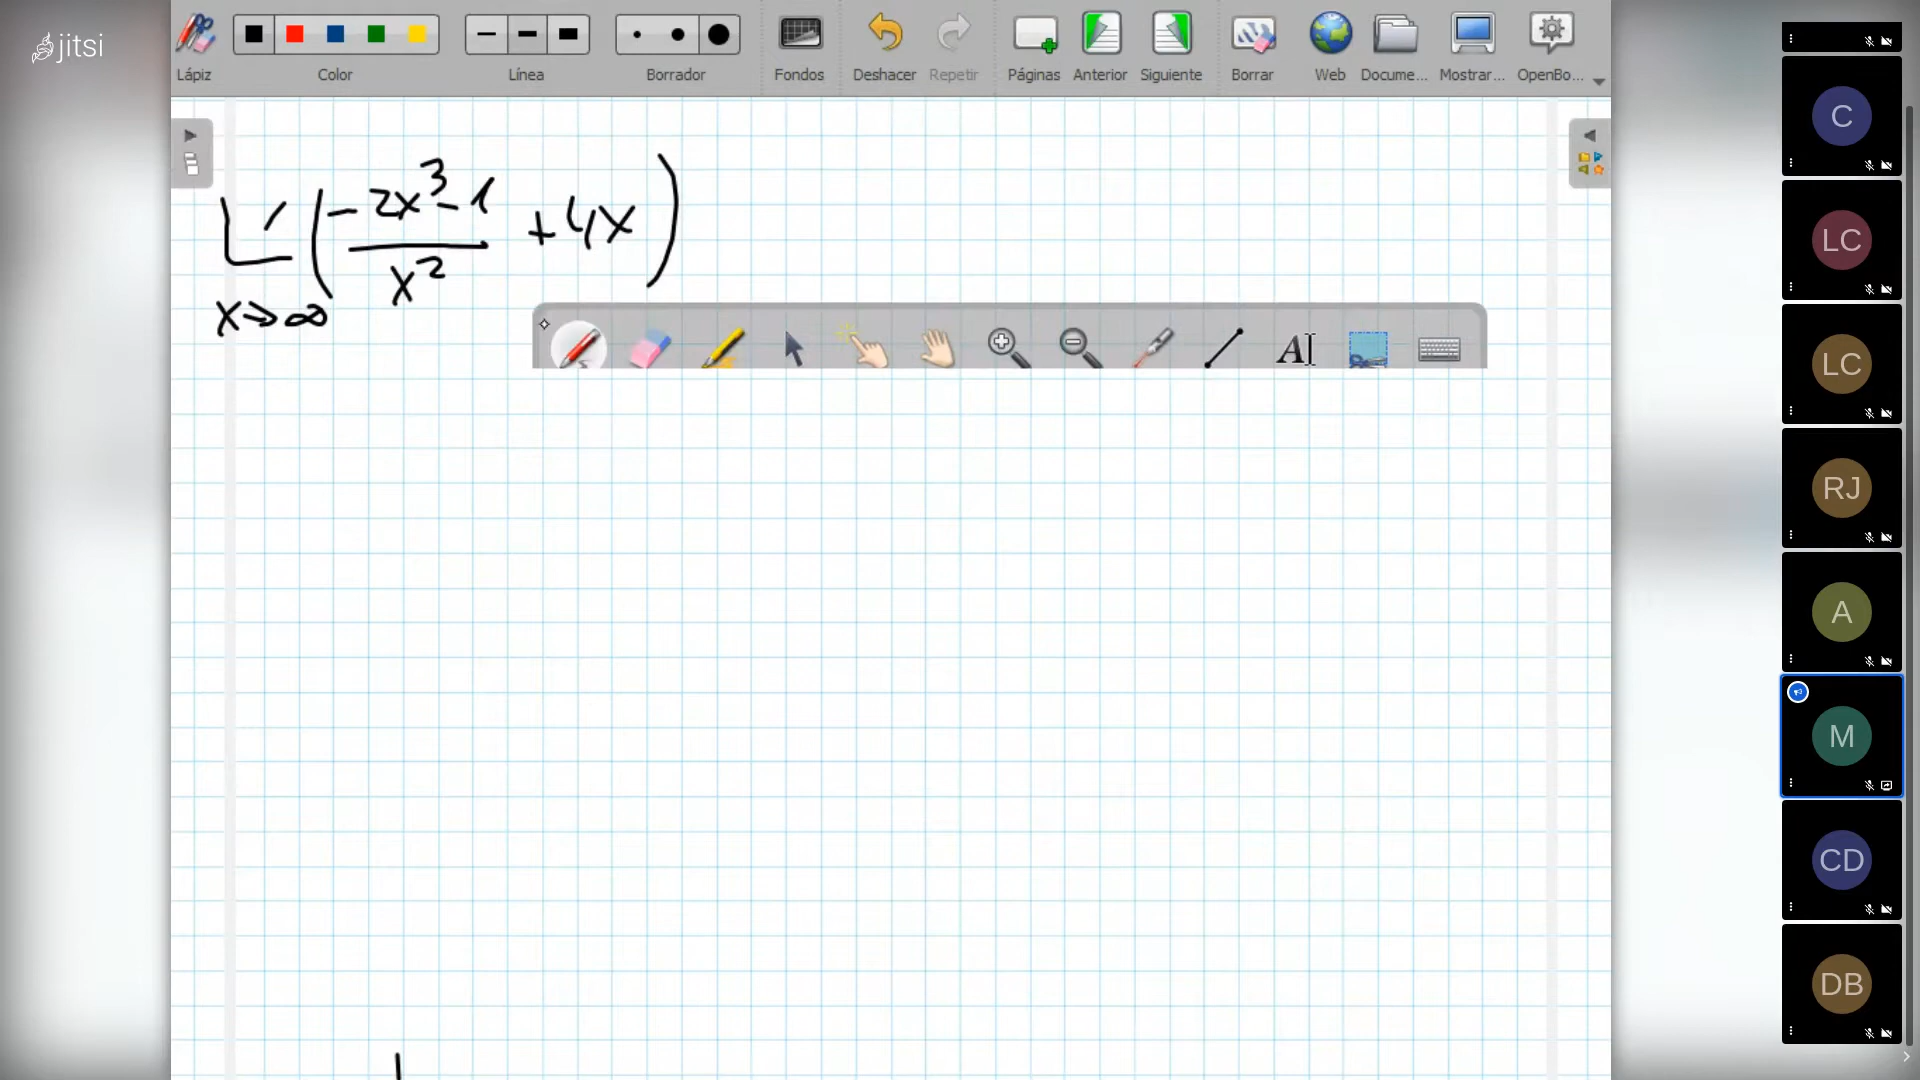 jitsi
Lápiz Color Línea Borrador Fondos Deshacer Repetir Páginas Anterior Siguiente Borrar Web Docume... Mostrar... OpenBo...
L (-2x³-1 / x² + 4x)
x→∞
A
C
LC
LC
RJ
A
M
CD
DB